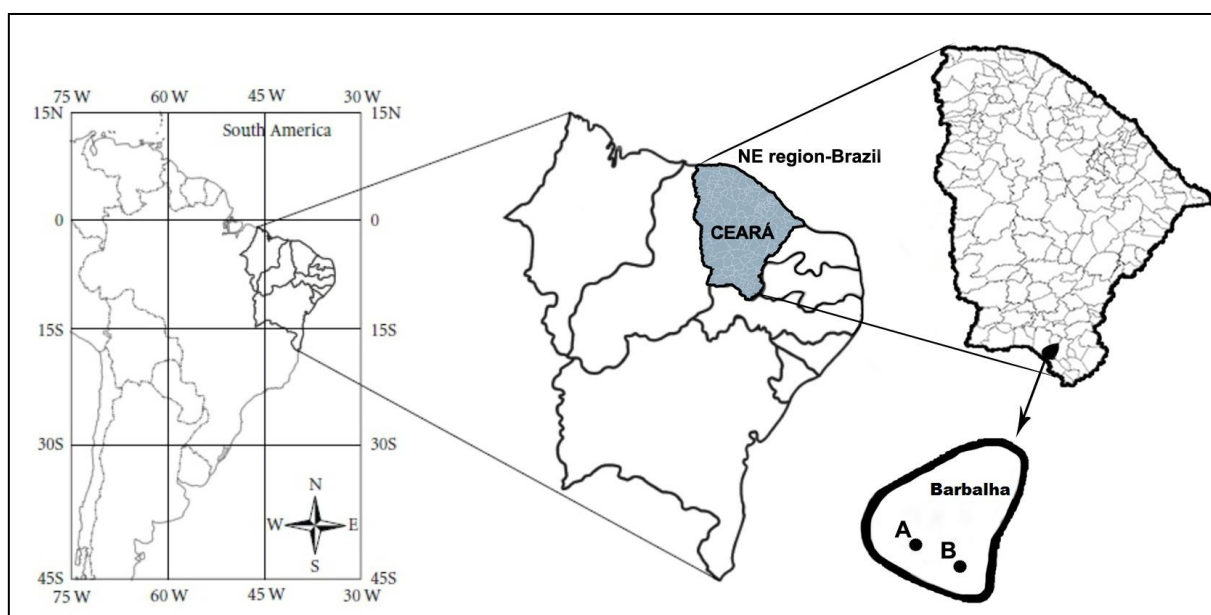 75 W 60 W 45 W 30 W
15N 15N
South America
NE region-Brazil
0 0
CEARÁ
15S 15S
30S 30S
Barbalha
N
W E
S
A
B
45S 45S
75 W 60 W 45 W 30 W